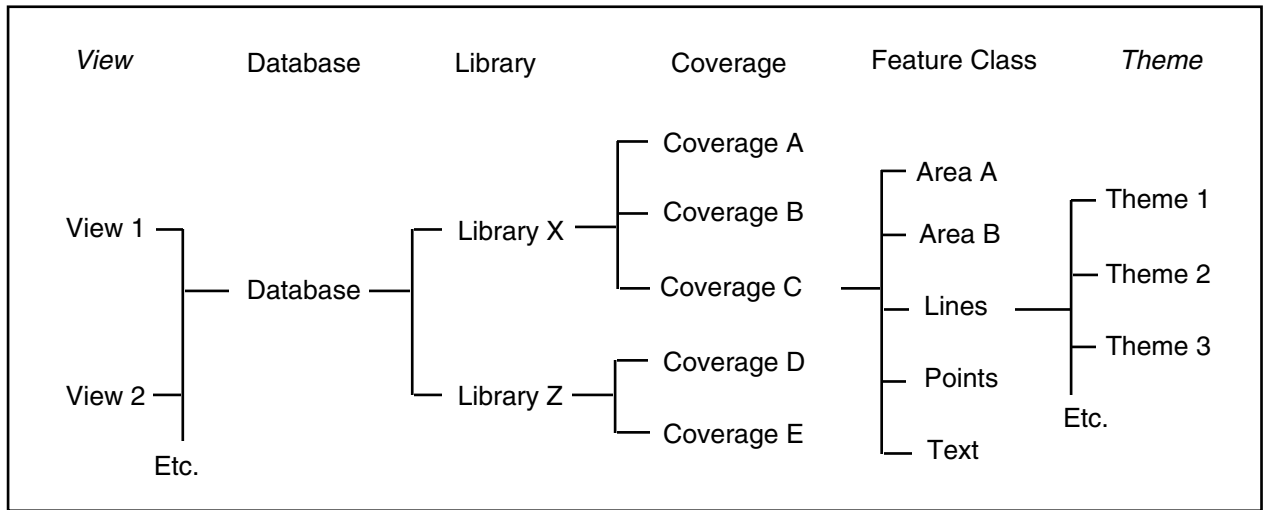 View Database Library Coverage Feature Class Theme
Coverage A
Area A
Theme 1
View 1
Library X
Coverage B
Area B
Theme 2
Database
Coverage C
Lines
Theme 3
Coverage D
View 2
Library Z
Points
Etc.
Coverage E
Text
Etc.